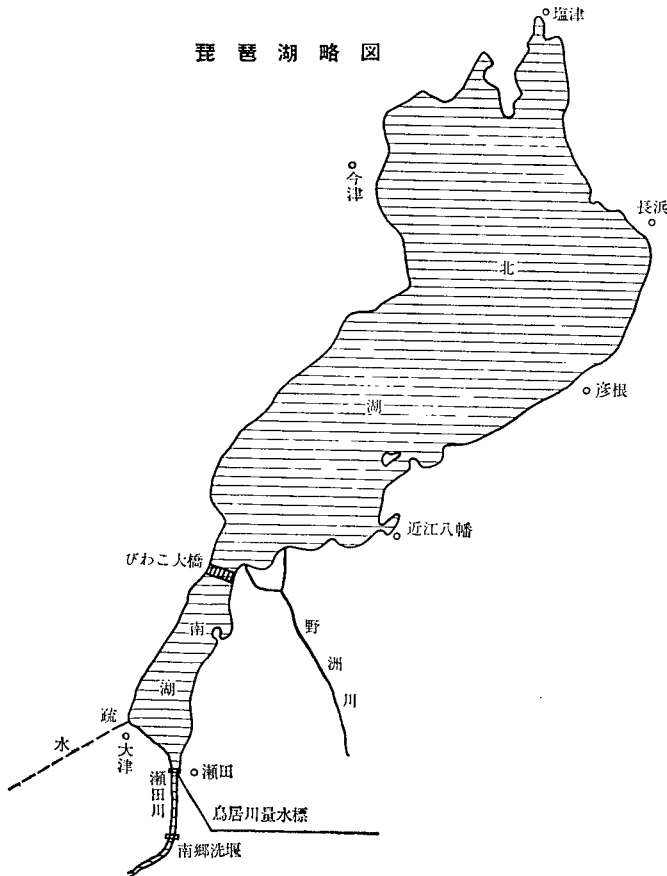 琵琶湖略図
塩津
今津
長浜
北
湖
彦根
近江八幡
びわこ大橋
南
湖
野洲川
疏水
大津
瀬田川
瀬田
鳥居川量水標
南郷洗堰